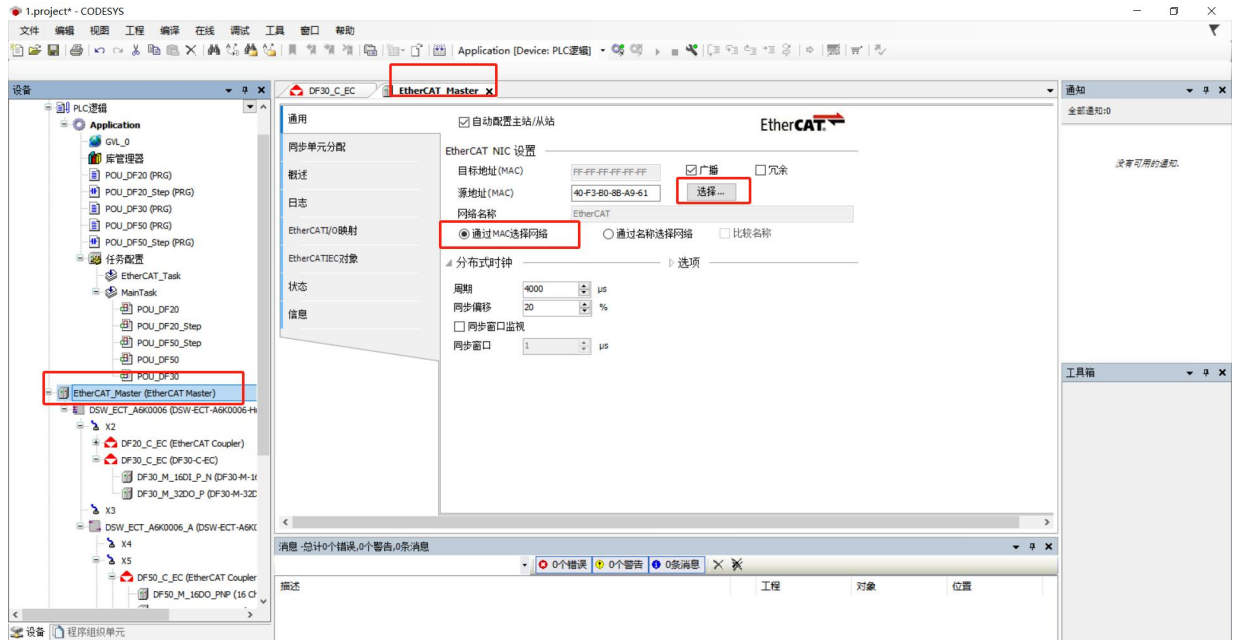 1.project* - CODESYS
文件 编辑 视图 工程 编译 在线 调试 工具 窗口 帮助
Application [Device: PLC逻辑]
设备
PLC逻辑
Application
GVL_0
库管理器
POU_DF20 (PRG)
POU_DF20_Step (PRG)
POU_DF30 (PRG)
POU_DF50 (PRG)
POU_DF50_Step (PRG)
任务配置
EtherCAT_Task
MainTask
POU_DF20
POU_DF20_Step
POU_DF50_Step
POU_DF50
POU_DF30
EtherCAT_Master (EtherCAT Master)
DSW_ECT_A6K0006 (DSW-ECT-A6K0006-H
X2
DF20_C_EC (EtherCAT Coupler)
DF30_C_EC (DF30-C-EC)
DF30_M_16DI_P_N (DF30-M-1
DF30_M_32DO_P (DF30-M-32D
X3
DSW_ECT_A6K0006_A (DSW-ECT-A6K
X4
X5
DF50_C_EC (EtherCAT Coupler
DF50_M_16DO_PNP (16 Ch
设备 程序组织单元
DF30_C_EC EtherCAT_Master
通用
同步单元分配
概述
日志
EtherCATI/O映射
EtherCATIEC对象
状态
信息
自动配置主站/从站
EtherCAT
EtherCAT NIC 设置
目标地址(MAC) FF-FF-FF-FF-FF-FF 广播 冗余
源地址(MAC) 40-F3-B0-8B-A9-61 选择...
网络名称 EtherCAT
通过MAC选择网络 通过名称选择网络 比较名称
分布式时钟 选项
周期 4000 µs
同步偏移 20 %
同步窗口监视
同步窗口 1 µs
消息 -总计0个错误,0个警告,0条消息
0个错误 0个警告 0条消息
描述 工程 对象 位置
通知
全部通知:0
没有可用的通知.
工具箱